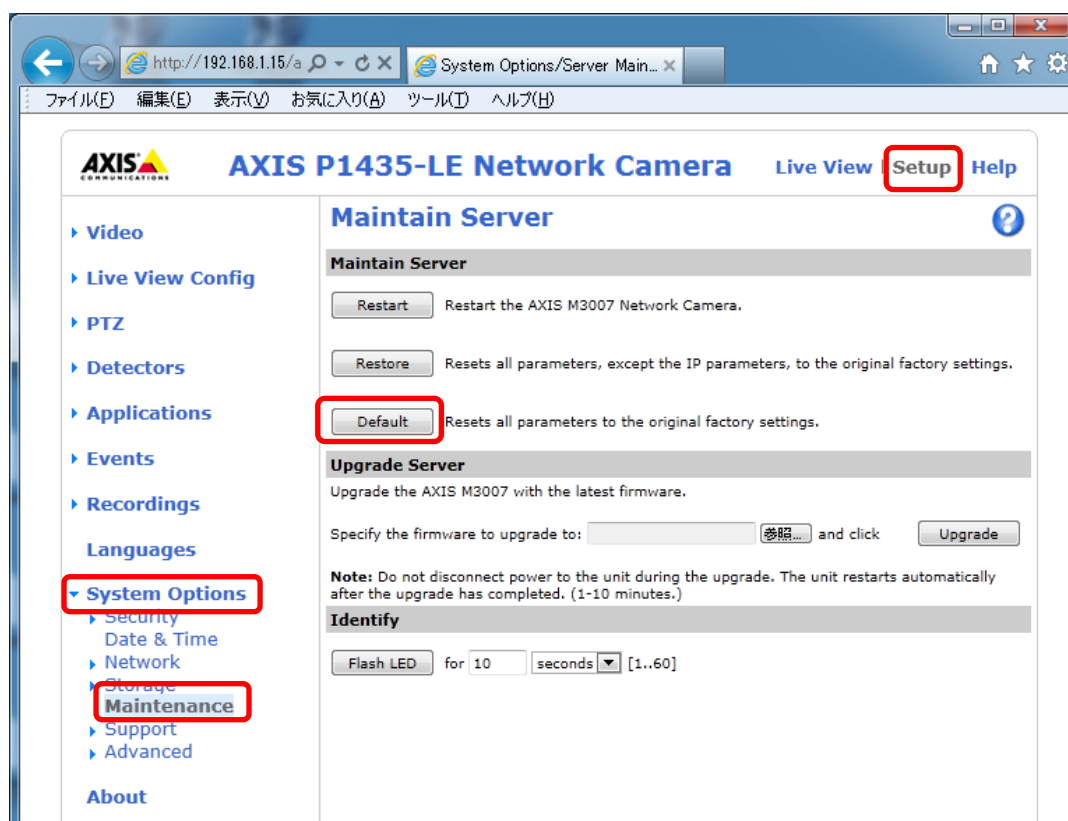 http://192.168.1.15/a
System Options/Server Main...
ファイル(F) 編集(E) 表示(V) お気に入り(A) ツール(T) ヘルプ(H)
AXIS
COMMUNICATIONS
AXIS P1435-LE Network Camera
Live View | Setup Help
Video
Live View Config
PTZ
Detectors
Applications
Events
Recordings
Languages
System Options
Security
Date & Time
Network
Storage
Maintenance
Support
Advanced
About
Maintain Server
?
Maintain Server
Restart Restart the AXIS M3007 Network Camera.
Restore Resets all parameters, except the IP parameters, to the original factory settings.
Default Resets all parameters to the original factory settings.
Upgrade Server
Upgrade the AXIS M3007 with the latest firmware.
Specify the firmware to upgrade to: 参照... and click Upgrade
Note: Do not disconnect power to the unit during the upgrade. The unit restarts automatically
after the upgrade has completed. (1-10 minutes.)
Identify
Flash LED for 10 seconds [1..60]